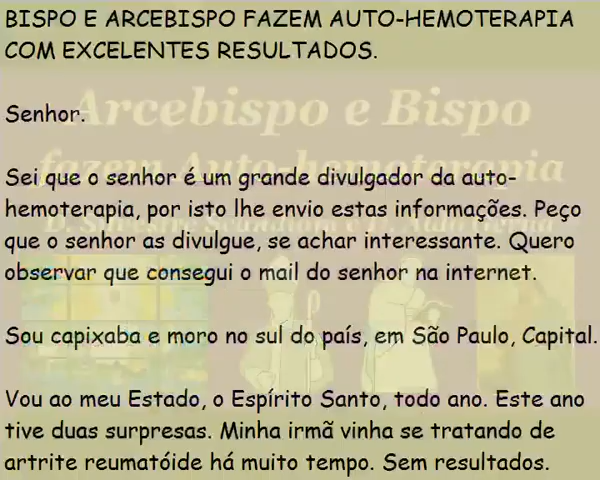 BISPO E ARCEBISPO FAZEM AUTO-HEMOTERAPIA
COM EXCELENTES RESULTADOS.
Arcebispo e Bispo
Senhor.
fazem Auto-hemoterapia
Sei que o senhor é um grande divulgador da auto-
hemoterapia, por isto lhe envio estas informações. Peço
que o senhor as divulgue, se achar interessante. Quero
observar que consegui o mail do senhor na internet.
Sou capixaba e moro no sul do país, em São Paulo, Capital.
Vou ao meu Estado, o Espírito Santo, todo ano. Este ano
tive duas surpresas. Minha irmã vinha se tratando de
artrite reumatóide há muito tempo. Sem resultados.